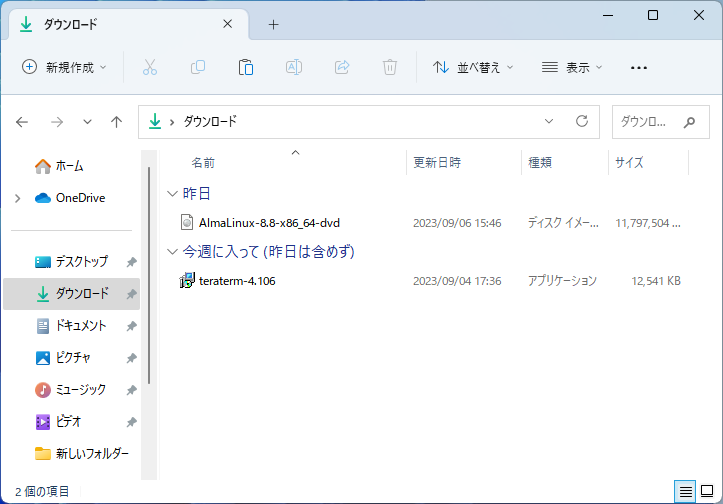 ダウンロード
新規作成
並べ替え
表示
ダウンロード
ダウンロ...
ホーム
OneDrive
デスクトップ
ダウンロード
ドキュメント
ピクチャ
ミュージック
ビデオ
新しいフォルダー
名前 更新日時 種類 サイズ
昨日
AlmaLinux-8.8-x86_64-dvd 2023/09/06 15:46 ディスク イメー... 11,797,504 ...
今週に入って (昨日は含めず)
teraterm-4.106 2023/09/04 17:36 アプリケーション 12,541 KB
2 個の項目